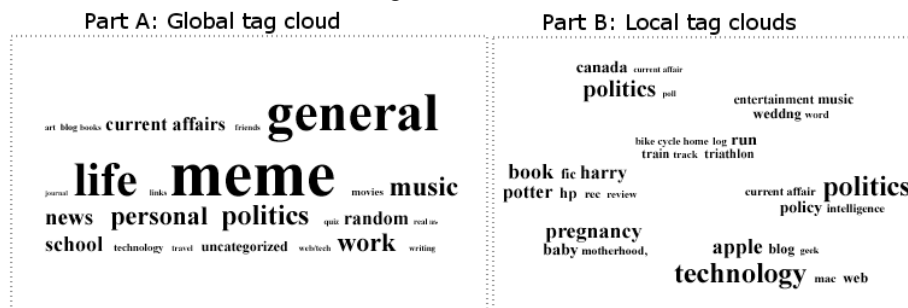 Part A: Global tag cloud
Part B: Local tag clouds
art blog books current affairs friends general
journal life links meme movies music
news personal politics quiz random
school technology travel uncategorized web/tech work writing
canada current affair
politics poll
entertainment music
weddng word
bike cycle home log run
train track triathlon
book fic harry
potter hp rec review
current affair politics
policy intelligence
pregnancy
baby motherhood,
apple blog geek
technology mac web